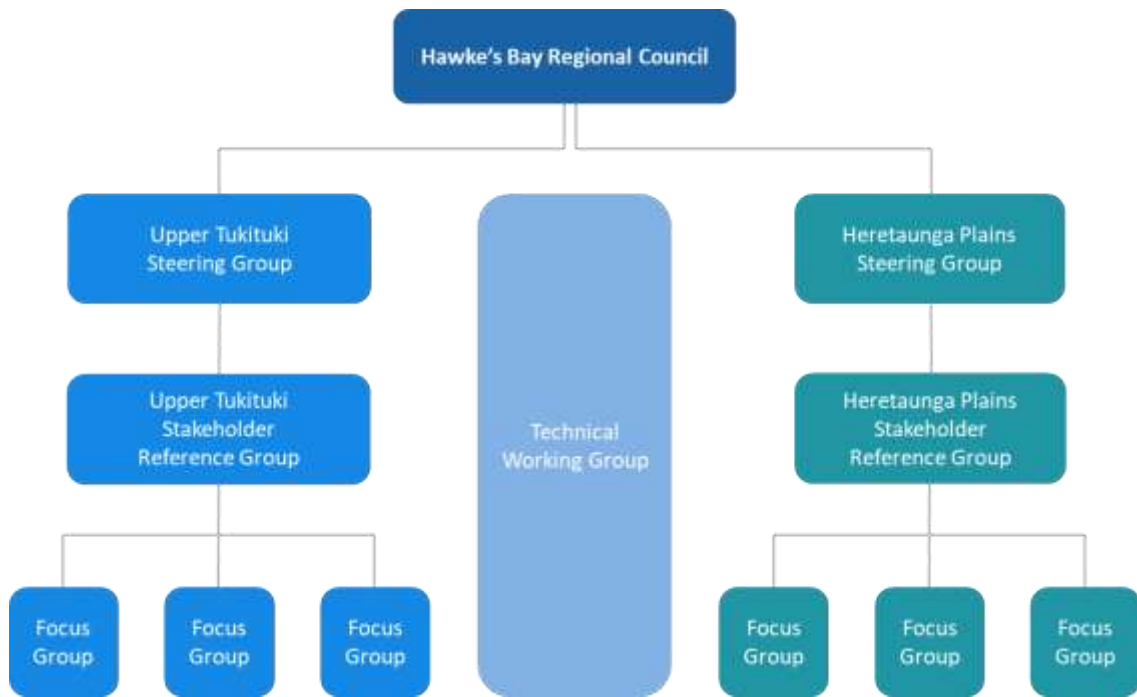 Hawke's Bay Regional Council
Upper Tukituki
Steering Group
Heretaunga Plains
Steering Group
Upper Tukituki
Stakeholder
Reference Group
Technical
Working Group
Heretaunga Plains
Stakeholder
Reference Group
Focus
Group
Focus
Group
Focus
Group
Focus
Group
Focus
Group
Focus
Group